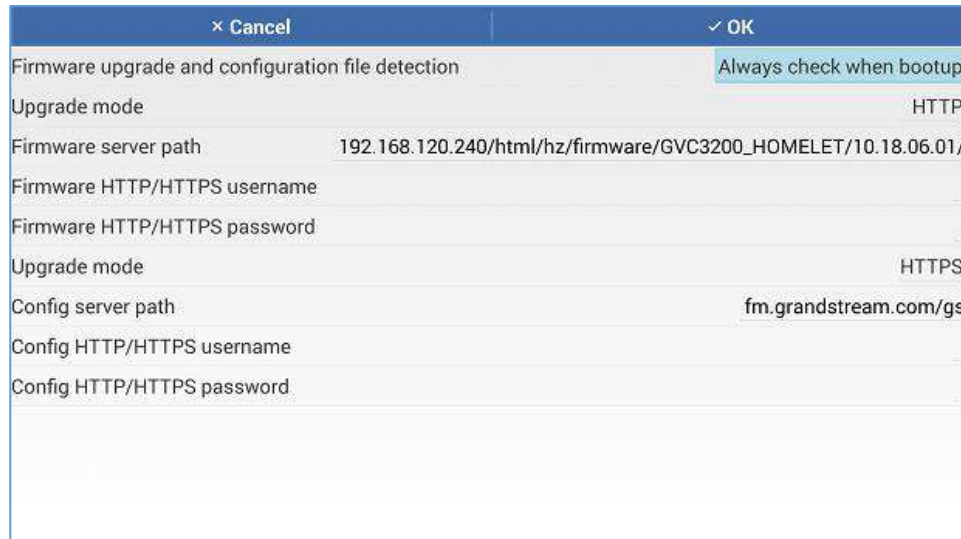 × Cancel ✓ OK
Firmware upgrade and configuration file detection Always check when bootup
Upgrade mode HTTP
Firmware server path 192.168.120.240/html/hz/firmware/GVC3200_HOMELET/10.18.06.01/
Firmware HTTP/HTTPS username
Firmware HTTP/HTTPS password
Upgrade mode HTTPS
Config server path fm.grandstream.com/gs
Config HTTP/HTTPS username
Config HTTP/HTTPS password